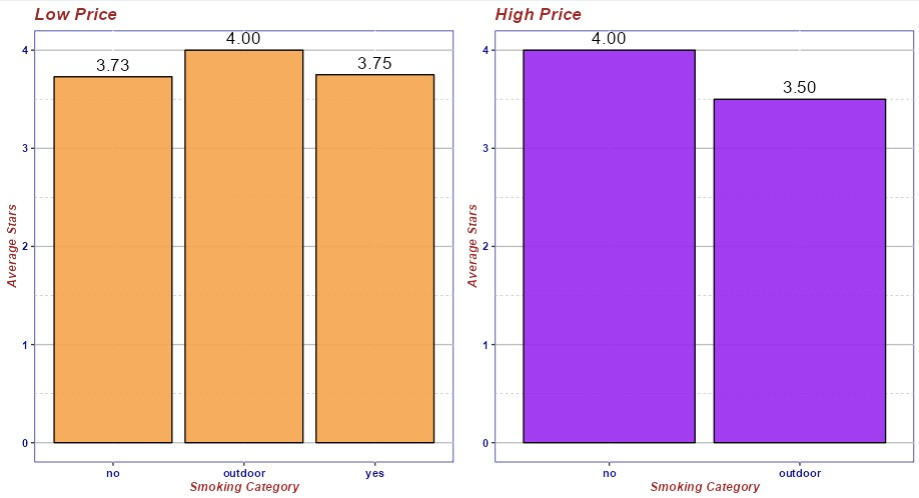 Low Price
4.00
3.73
3.75
4
3
2
1
0
Average Stars
no outdoor yes
Smoking Category
High Price
4.00
3.50
4
3
2
1
0
Average Stars
no outdoor
Smoking Category